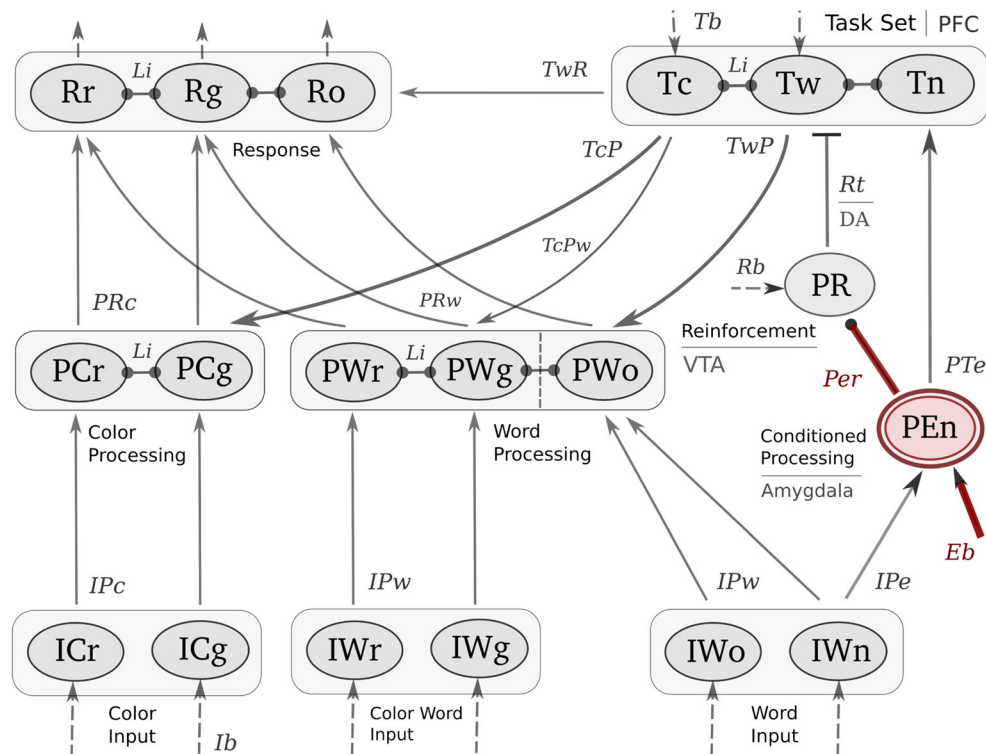 Tb
Task Set | PFC
Rr
Li
Rg
Ro
TwR
Tc
Li
Tw
Tn
Response
TcP
TwP
Rt
DA
TcPw
Rb
PR
PRc
PRw
Reinforcement
VTA
PTe
Per
PCr
Li
PCg
PWr
Li
PWg
PWo
PEn
Color
Processing
Word
Processing
Conditioned
Processing
Amygdala
Eb
IPc
IPw
IPw
IPe
ICr
ICg
IWr
IWg
IWo
IWn
Color
Input
Ib
Color Word
Input
Word
Input